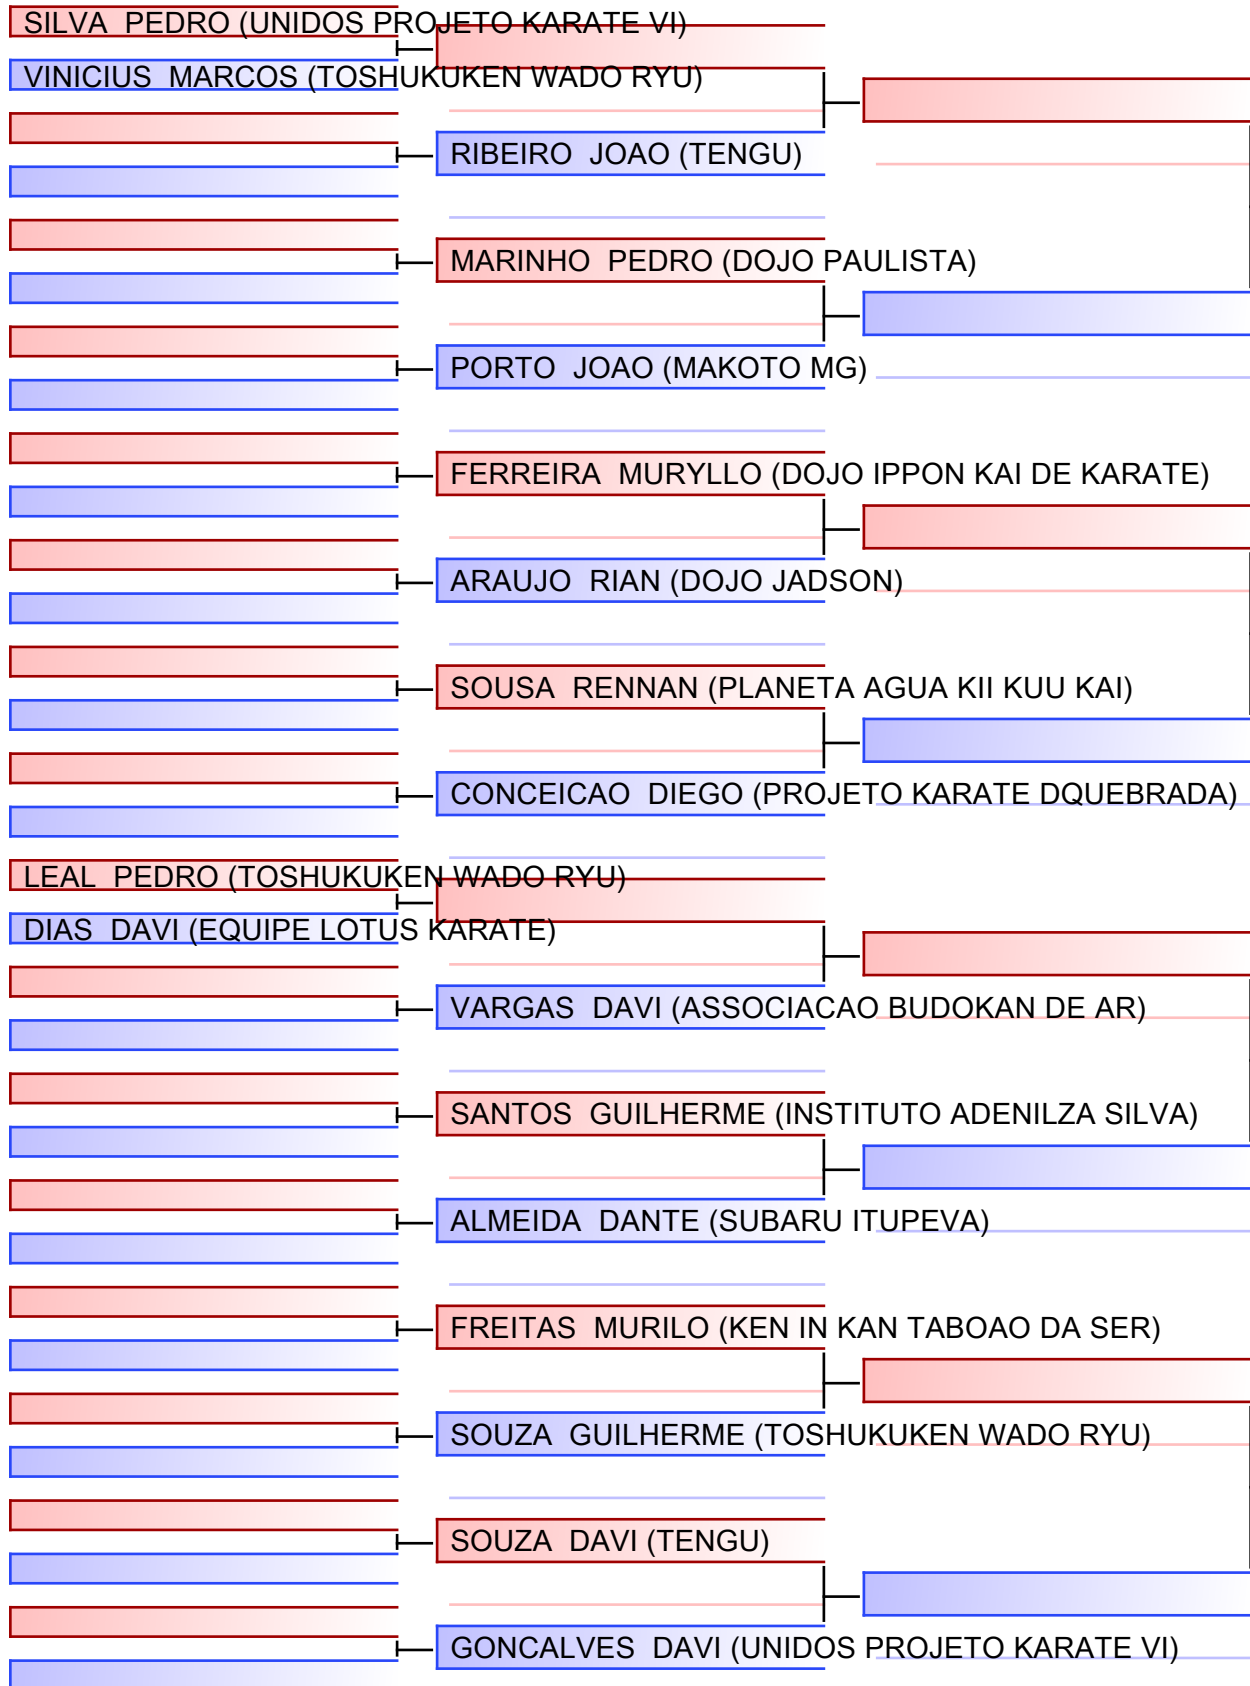 SILVA  PEDRO (UNIDOS PROJETO KARATE VI)
VINICIUS  MARCOS (TOSHUKUKEN WADO RYU)
RIBEIRO  JOAO (TENGU)
MARINHO  PEDRO (DOJO PAULISTA)
PORTO  JOAO (MAKOTO MG)
FERREIRA  MURYLLO (DOJO IPPON KAI DE KARATE)
ARAUJO  RIAN (DOJO JADSON)
SOUSA  RENNAN (PLANETA AGUA KII KUU KAI)
CONCEICAO  DIEGO (PROJETO KARATE DQUEBRADA)
LEAL  PEDRO (TOSHUKUKEN WADO RYU)
DIAS  DAVI (EQUIPE LOTUS KARATE)
VARGAS  DAVI (ASSOCIACAO BUDOKAN DE AR)
SANTOS  GUILHERME (INSTITUTO ADENILZA SILVA)
ALMEIDA  DANTE (SUBARU ITUPEVA)
FREITAS  MURILO (KEN IN KAN TABOAO DA SER)
SOUZA  GUILHERME (TOSHUKUKEN WADO RYU)
SOUZA  DAVI (TENGU)
GONCALVES  DAVI (UNIDOS PROJETO KARATE VI)